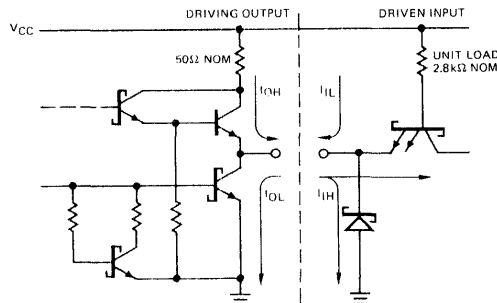 DRIVING OUTPUT
DRIVEN INPUT
VCC
50Ω NOM
UNIT LOAD
2.8kΩ NOM
IOH
IIL
IOL
IIH